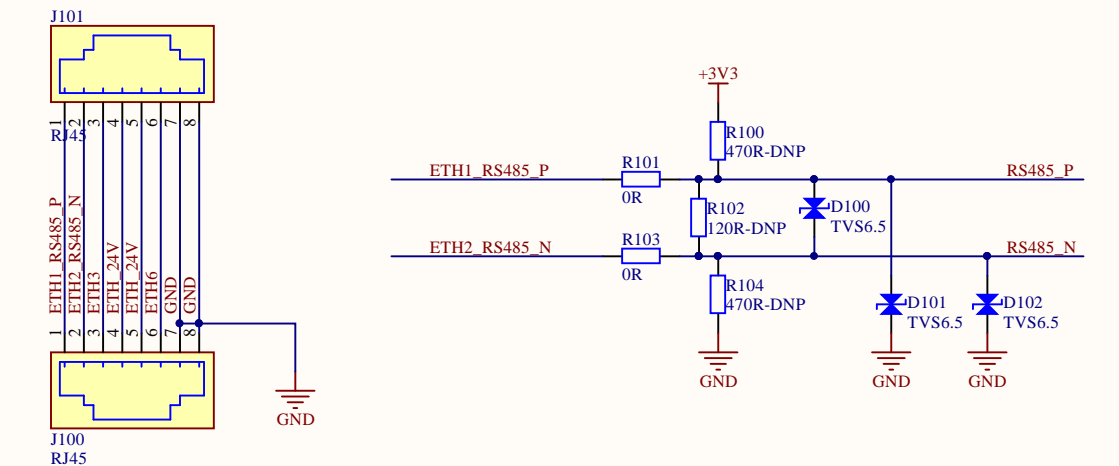 J101
1
2
3
4
5
6
7
8
RJ45
ETH1_RS485_P
ETH2_RS485_N
ETH3
ETH_24V
ETH_24V
ETH6
GND
GND
1
2
3
4
5
6
7
8
J100
RJ45
GND
+3V3
R100
470R-DNP
ETH1_RS485_P
R101
0R
RS485_P
R102
120R-DNP
D100
TVS6.5
ETH2_RS485_N
R103
0R
RS485_N
R104
470R-DNP
D101
TVS6.5
D102
TVS6.5
GND
GND
GND